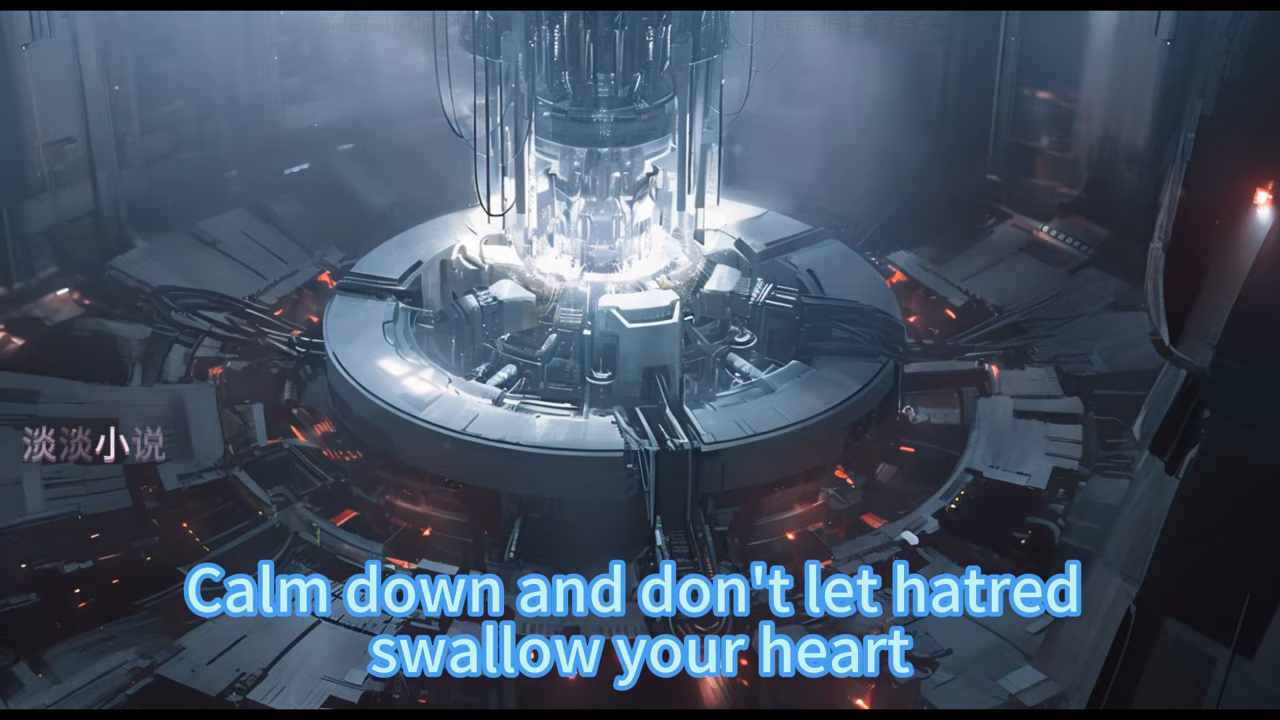 淡淡小说
Calm down and don't let hatred
swallow your heart